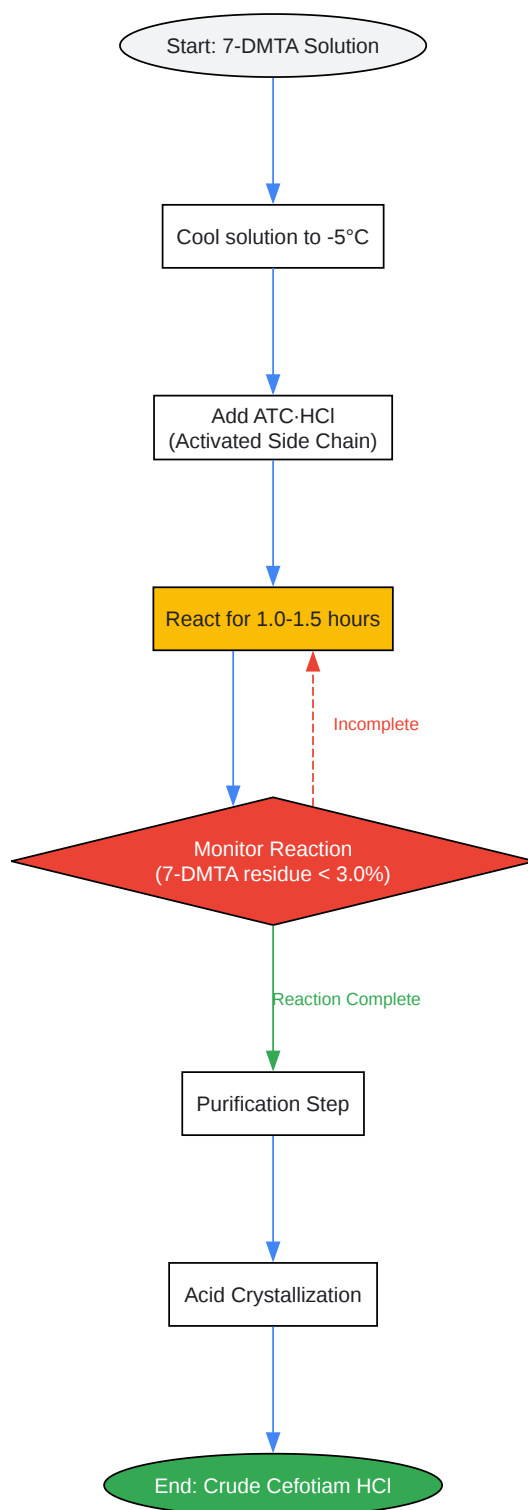 Start: 7-DMTA Solution
Cool solution to -5°C
Add ATC·HCl
(Activated Side Chain)
React for 1.0-1.5 hours
Incomplete
Monitor Reaction
(7-DMTA residue < 3.0%)
Reaction Complete
Purification Step
Acid Crystallization
End: Crude Cefotiam HCl